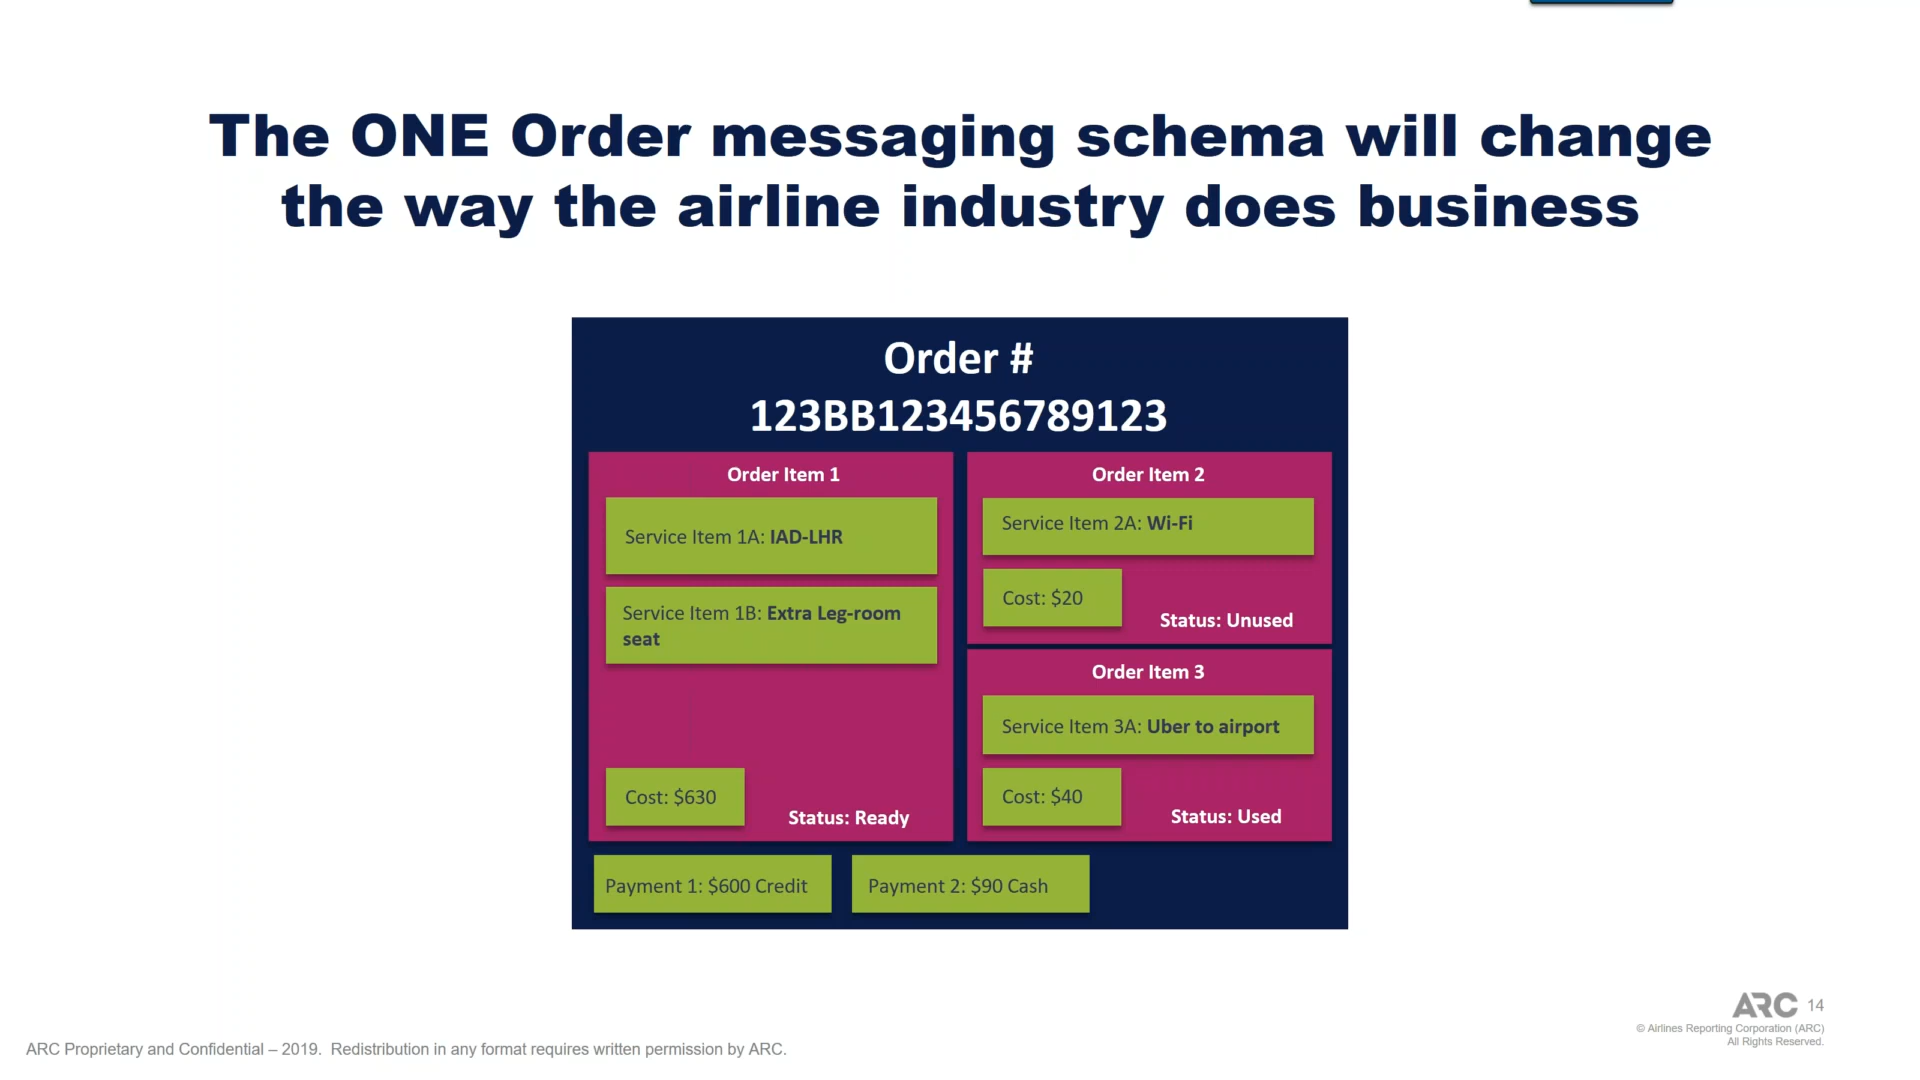 The ONE Order messaging schema will change
the way the airline industry does business
Order #
123BB123456789123
Order Item 1
Service Item 1A: IAD-LHR
Service Item 1B: Extra Leg-room
seat
Cost: $630
Status: Ready
Order Item 2
Service Item 2A: Wi-Fi
Cost: $20
Status: Unused
Order Item 3
Service Item 3A: Uber to airport
Cost: $40
Status: Used
Payment 1: $600 Credit
Payment 2: $90 Cash
ARC 14
© Airlines Reporting Corporation (ARC)
All Rights Reserved.
ARC Proprietary and Confidential – 2019. Redistribution in any format requires written permission by ARC.